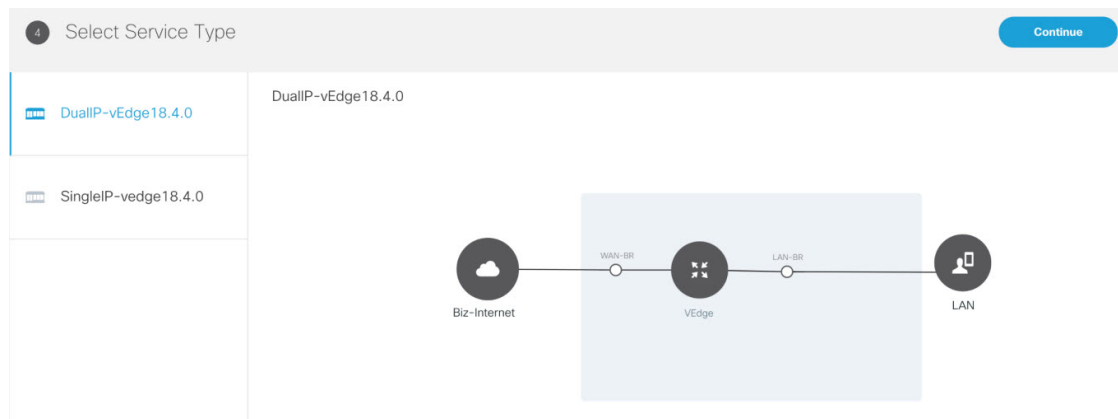 4 Select Service Type
Continue
DualIP-vEdge18.4.0
SingleIP-vedge18.4.0
DualIP-vEdge18.4.0
WAN-BR
LAN-BR
Biz-Internet
VEdge
LAN